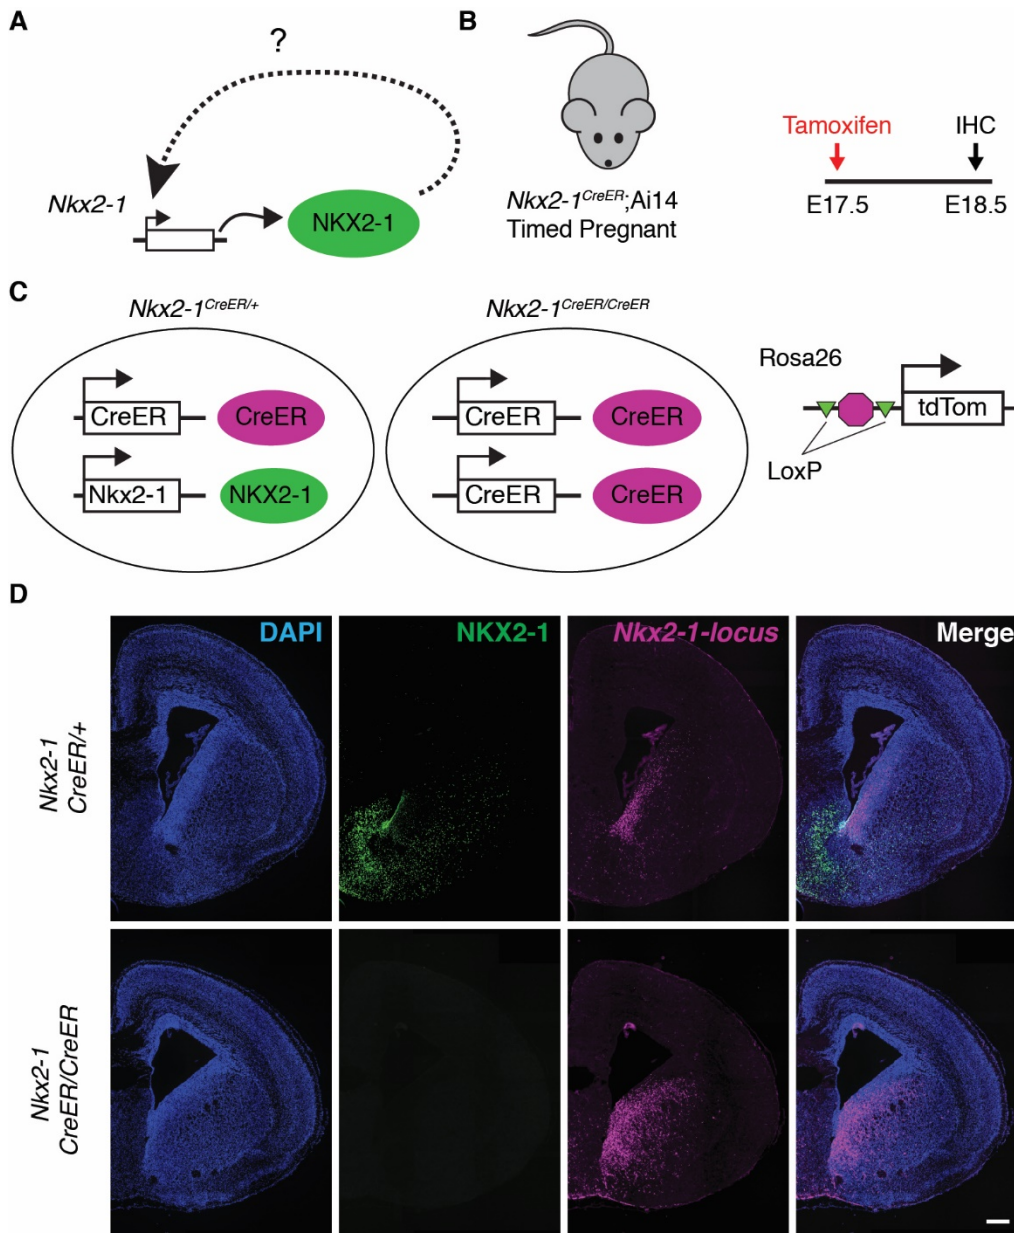 A
?
Nkx2-1
NKX2-1
B
Nkx2-1CreER;Ai14
Timed Pregnant
Tamoxifen
IHC
E17.5
E18.5
C
Nkx2-1CreER/+
CreER
CreER
Nkx2-1
NKX2-1
Nkx2-1CreER/CreER
CreER
CreER
CreER
CreER
Rosa26
tdTom
LoxP
D
DAPI
NKX2-1
Nkx2-1-locus
Merge
Nkx2-1
CreER/+
Nkx2-1
CreER/CreER